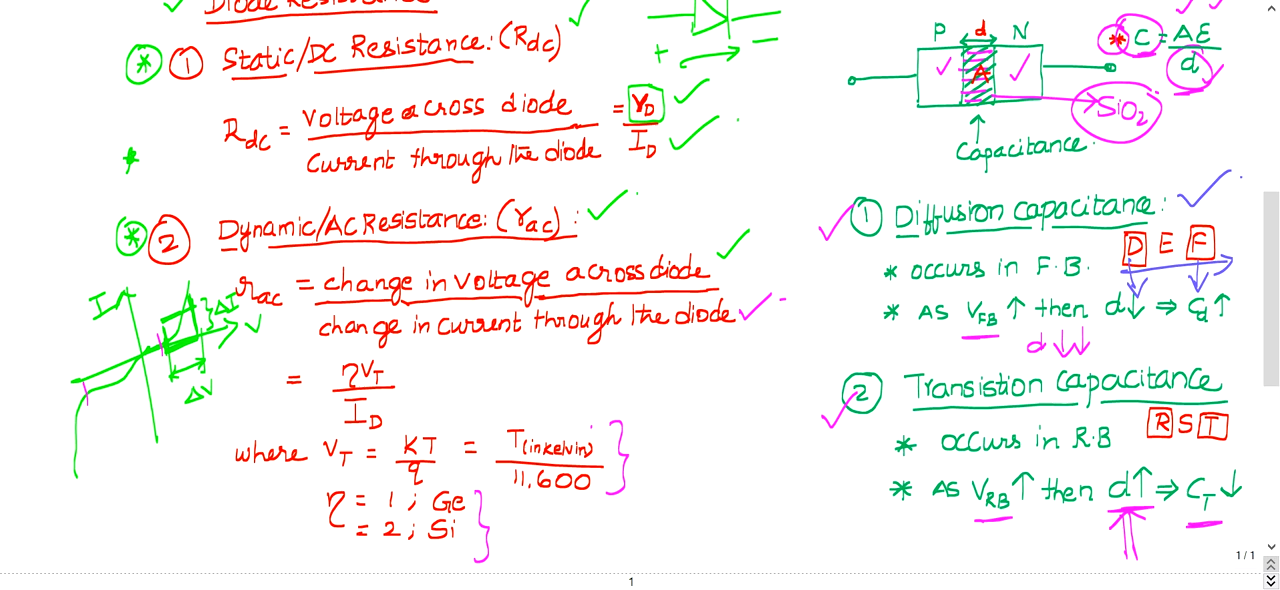 Diode Resistance
* ① Static/DC Resistance: (Rdc)
Rdc = Voltage across diode / Current through the diode = VD / ID
*
* ② Dynamic/AC Resistance: (rac) :
rac = change in voltage across diode / change in current through the diode
= ηVT / ID
where VT = KT / q = T(in kelvin) / 11,600
η = 1 ; Ge
= 2 ; Si
I
ΔI
ΔV
+ −
P d N
A
* C = AE / d
SiO2
Capacitance
① Diffusion capacitance:
D E F
* occurs in F.B.
* AS VFB ↑ then d↓ ⇒ Cd ↑
d ↓↓
② Transistion capacitance
R S T
* occurs in R.B
* AS VRB ↑ then d↑ ⇒ CT ↓
1 / 1
1